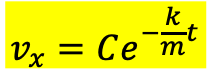 $v_x = Ce^{-\frac{k}{m}t}$